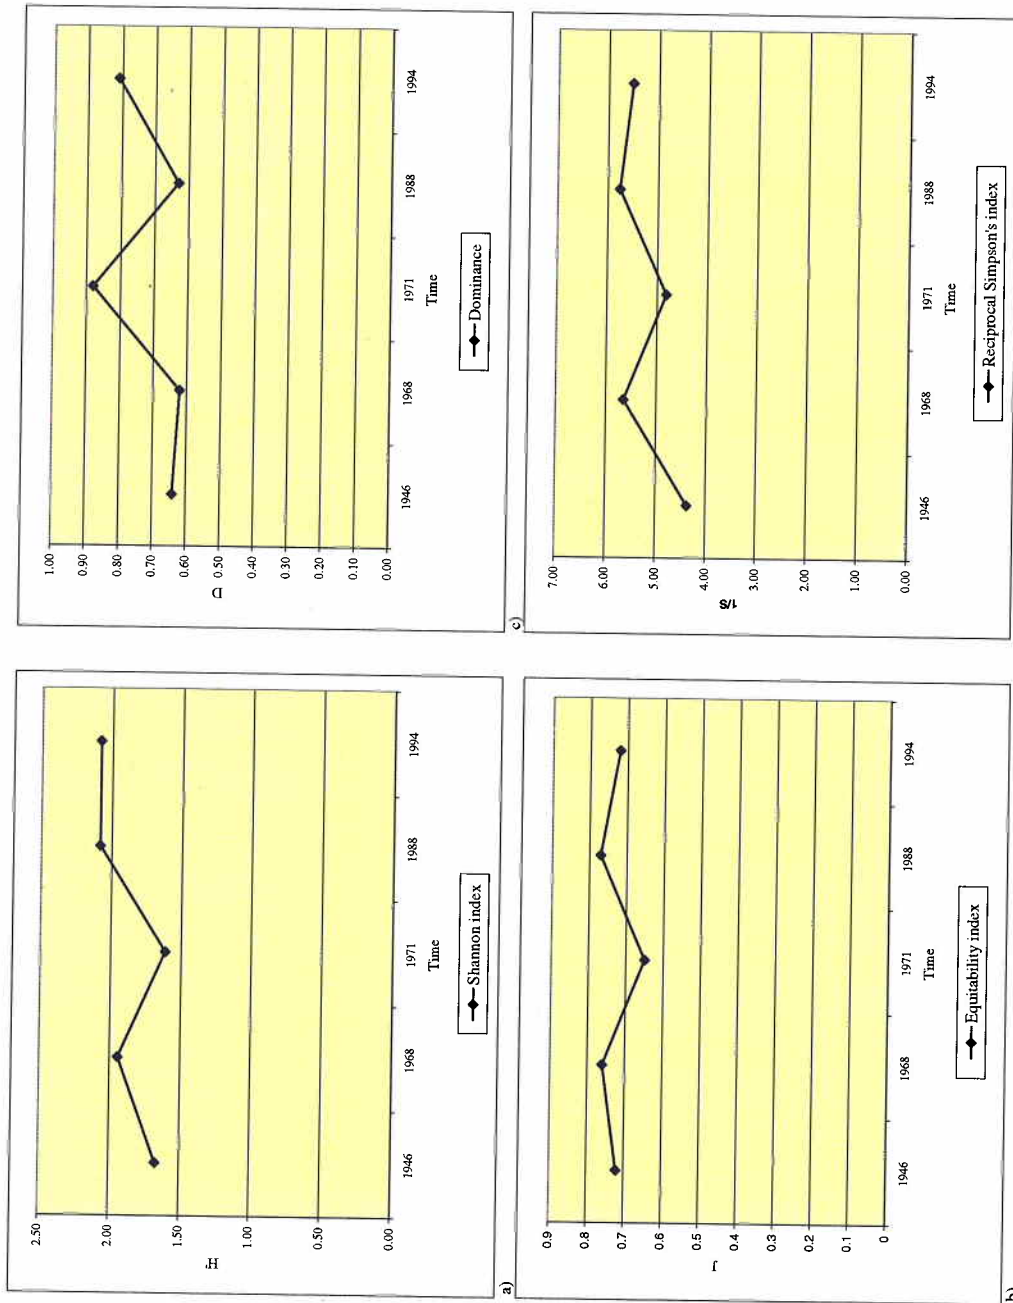 2.50
2.00
1.50
1.00
0.50
0.00
H'
1946 1968 1971 1988 1994
Time
Shannon index
a)
1.00
0.90
0.80
0.70
0.60
0.50
0.40
0.30
0.20
0.10
0.00
D
1946 1968 1971 1988 1994
Time
Dominance
c)
0.9
0.8
0.7
0.6
0.5
0.4
0.3
0.2
0.1
0
J
1946 1968 1971 1988 1994
Time
Equitability index
b)
7.00
6.00
5.00
4.00
3.00
2.00
1.00
0.00
1/S
1946 1968 1971 1988 1994
Time
Reciprocal Simpson's index